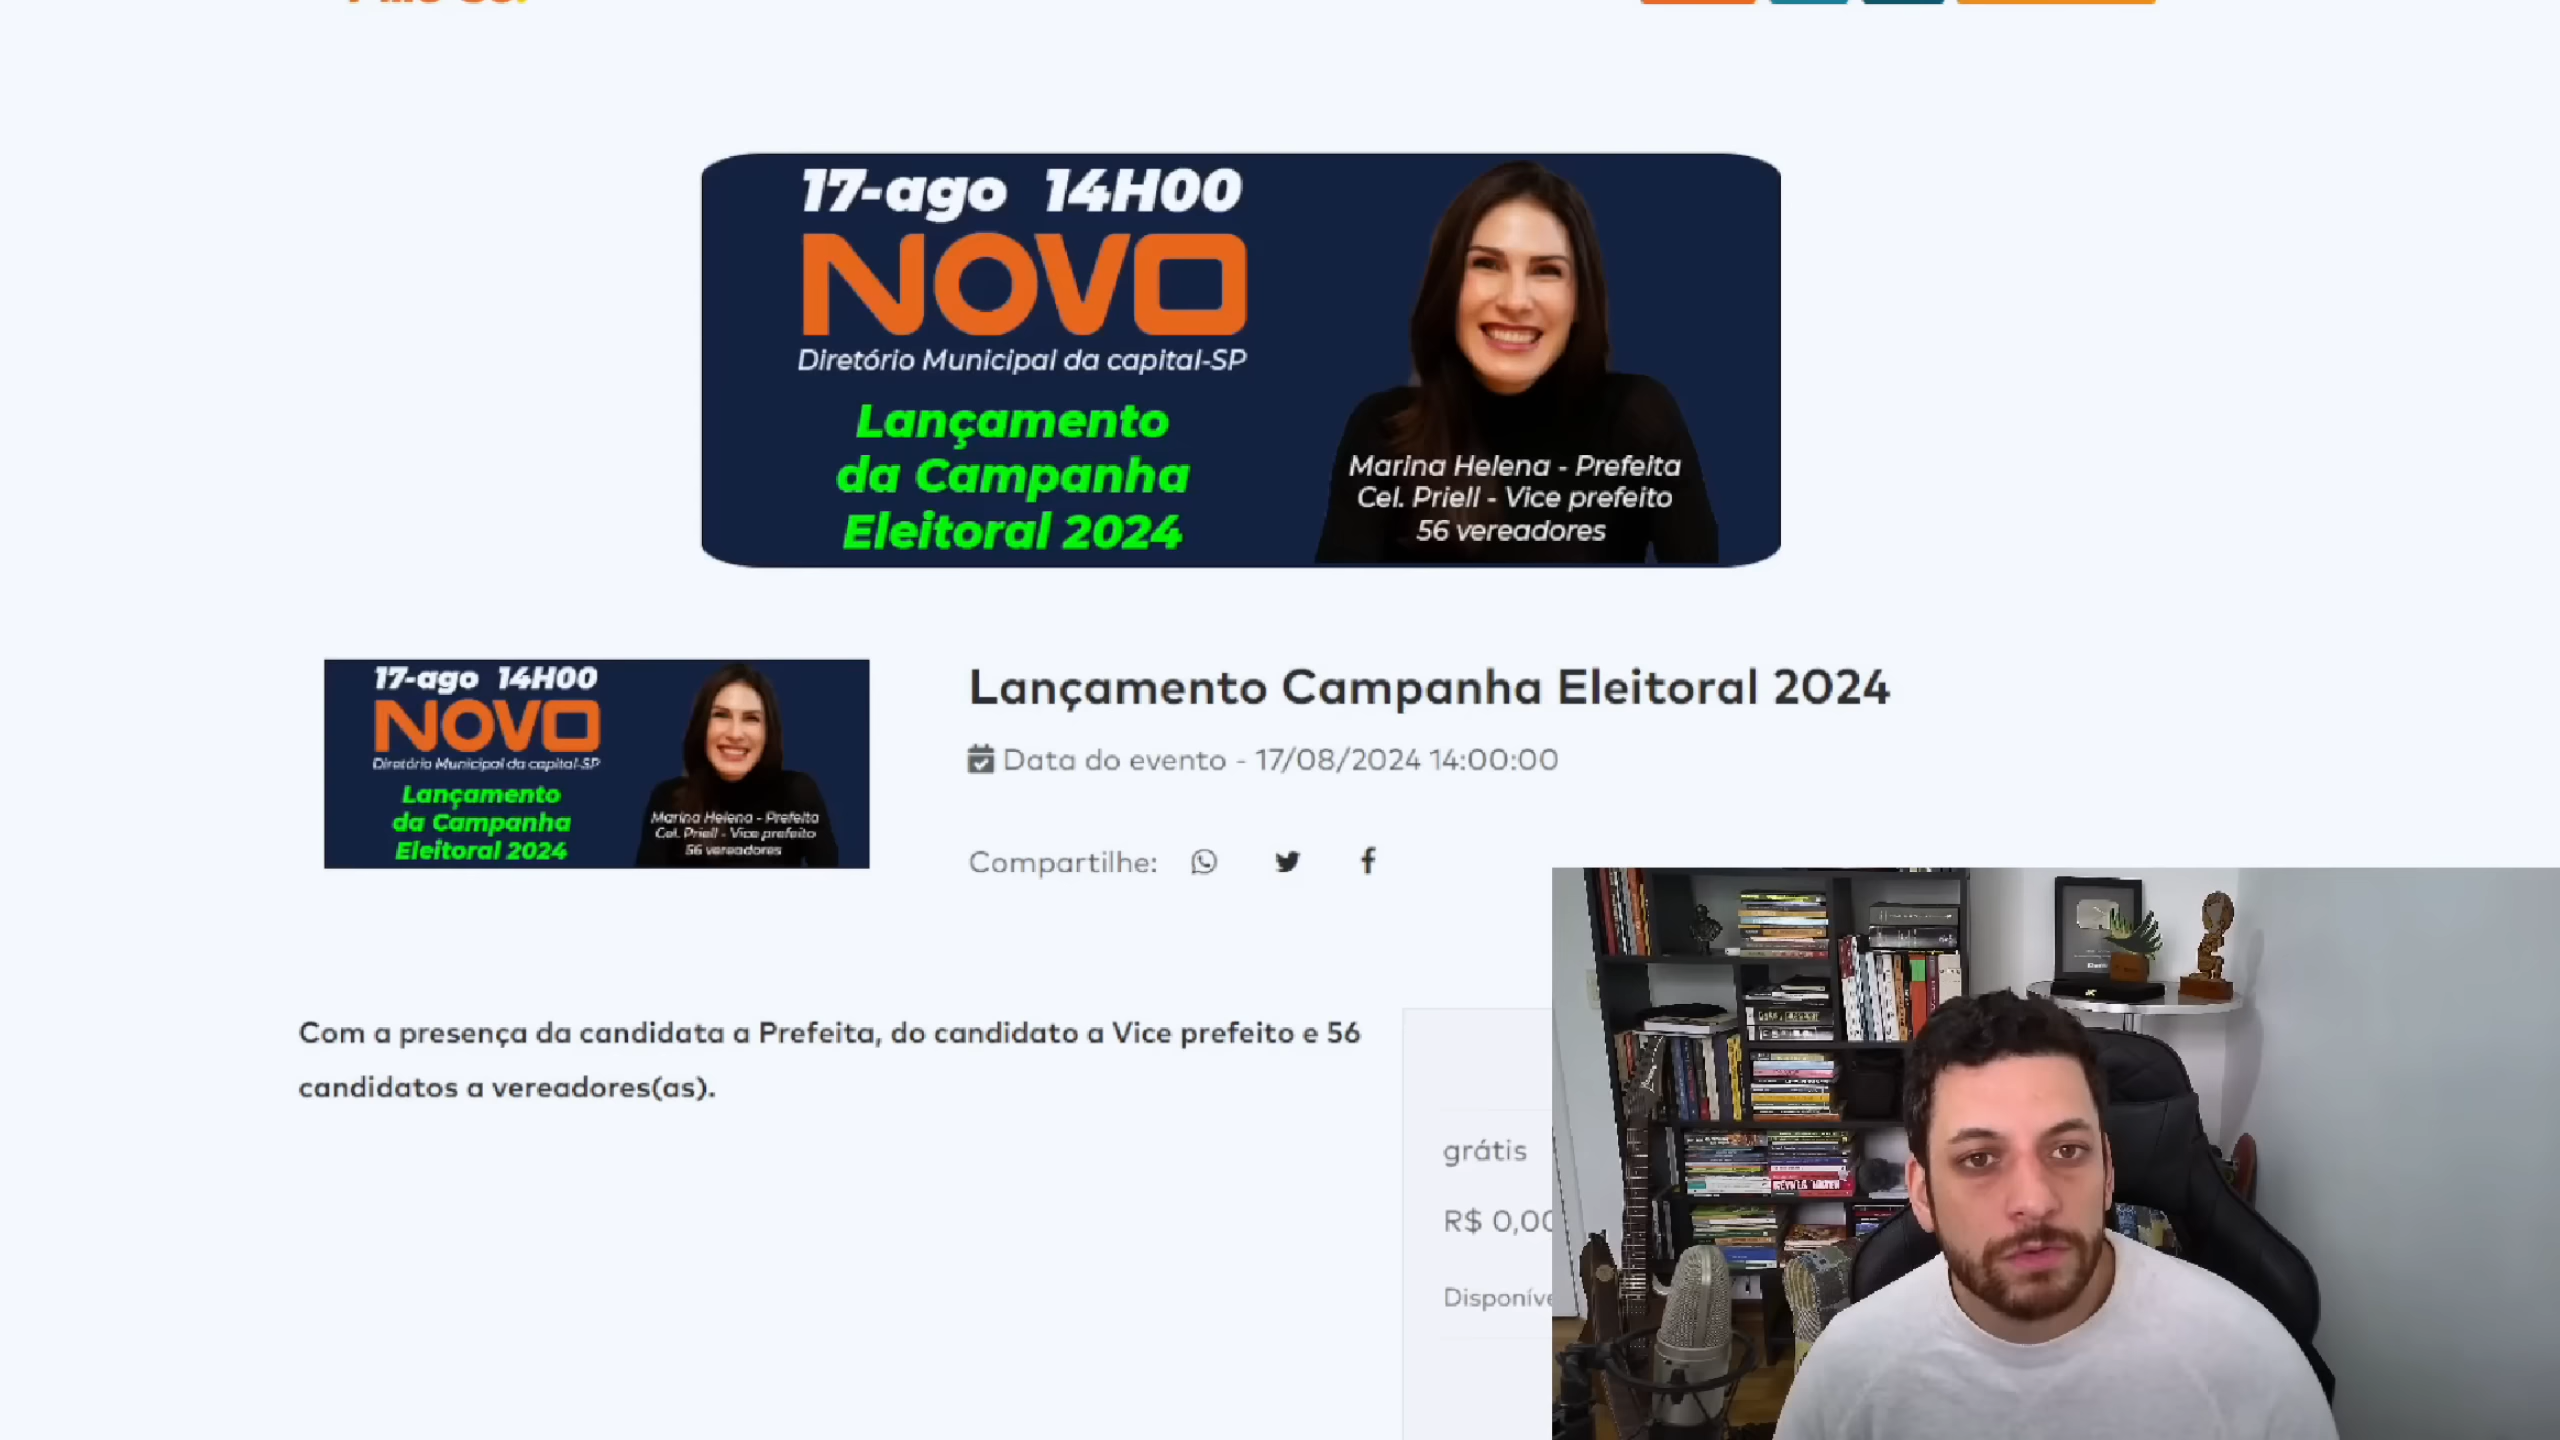 17-ago 14H00
NOVO
Diretório Municipal da capital-SP
Lançamento
da Campanha
Eleitoral 2024
Marina Helena - Prefeita
Cel. Priell - Vice prefeito
56 vereadores
17-ago 14H00
NOVO
Diretório Municipal da capital-SP
Lançamento
da Campanha
Eleitoral 2024
Marina Helena - Prefeita
Cel. Priell - Vice prefeito
56 vereadores
Lançamento Campanha Eleitoral 2024
Data do evento - 17/08/2024 14:00:00
Compartilhe:
Com a presença da candidata a Prefeita, do candidato a Vice prefeito e 56
candidatos a vereadores(as).
grátis
R$ 0,00